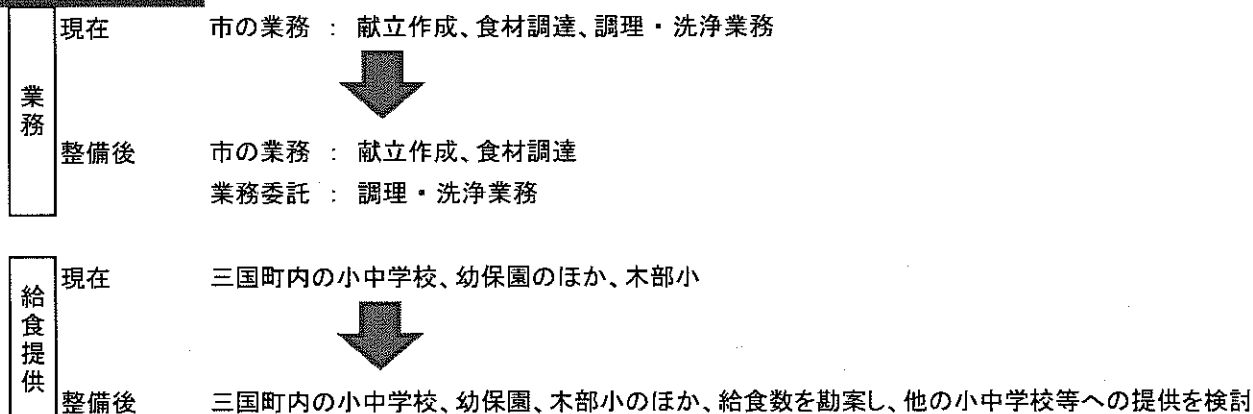 業務
現在 市の業務 : 献立作成、食材調達、調理・洗浄業務
整備後 市の業務 : 献立作成、食材調達
業務委託 : 調理・洗浄業務
給食提供
現在 三国町内の小中学校、幼保園のほか、木部小
整備後 三国町内の小中学校、幼保園、木部小のほか、給食数を勘案し、他の小中学校等への提供を検討